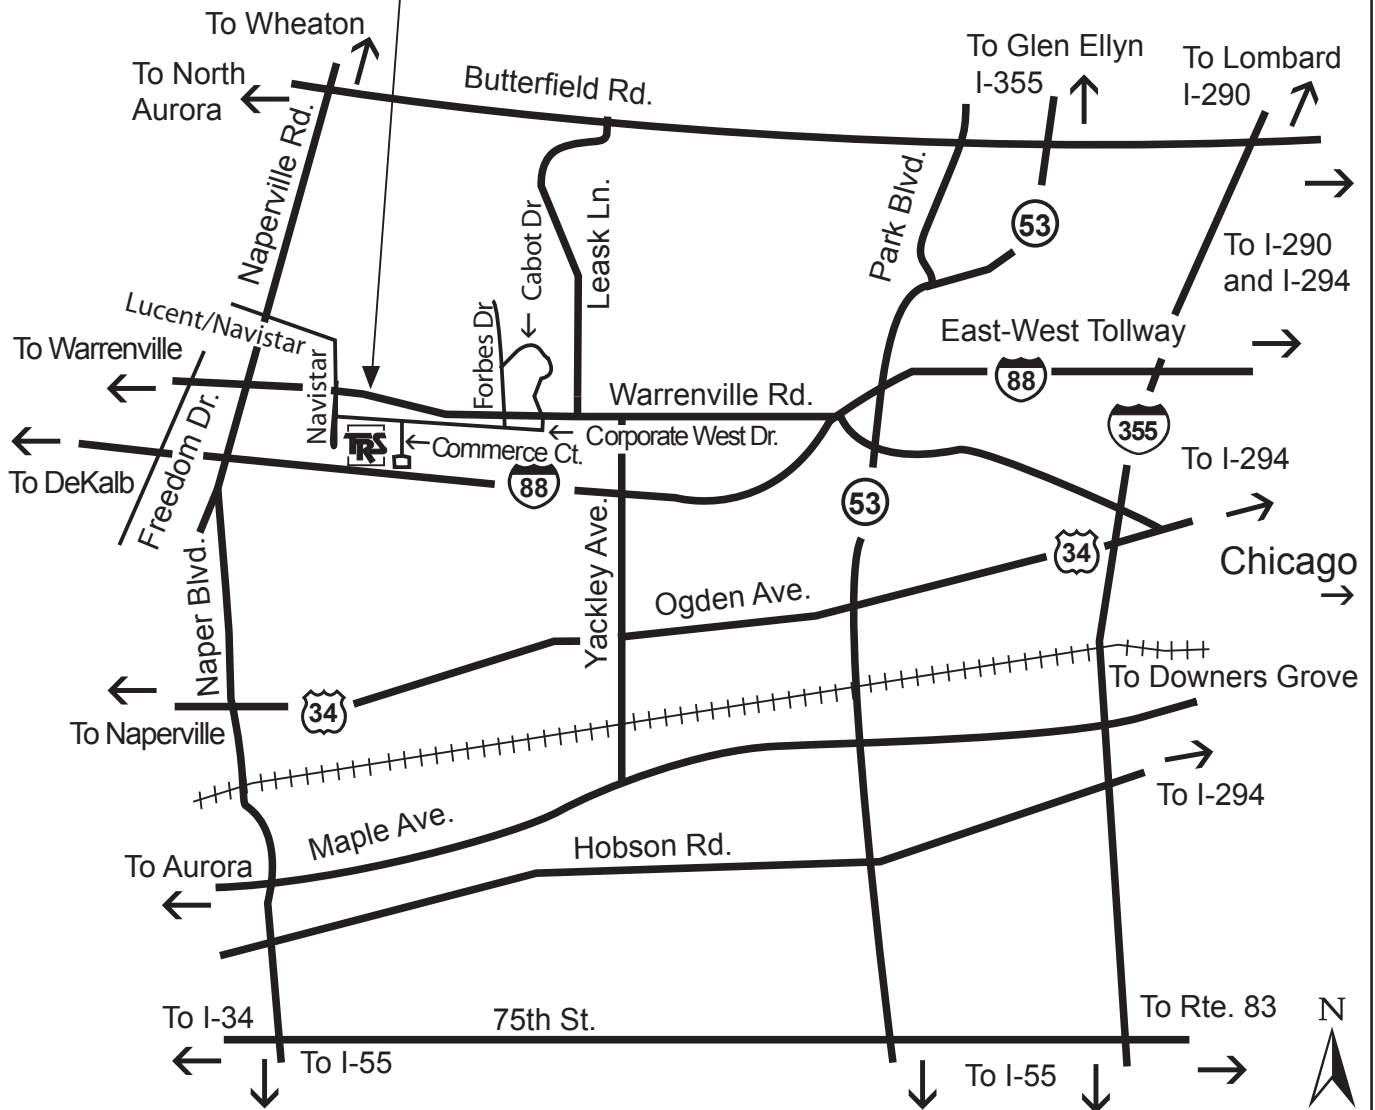 To Wheaton
To Glen Ellyn
I-355
To Lombard
I-290
To North
Aurora
Butterfield Rd.
Naperville Rd.
Park Blvd.
53
Cabot Dr
Leask Ln.
To I-290
and I-294
Lucent/Navistar
Forbes Dr
East-West Tollway
To Warrenville
Navistar
88
Warrenville Rd.
Freedom Dr.
TRS
Commerce Ct.
Corporate West Dr.
355
To I-294
To DeKalb
88
53
34
Chicago
Naper Blvd.
Yackley Ave.
Ogden Ave.
To Downers Grove
34
To Naperville
To I-294
Maple Ave.
Hobson Rd.
To Aurora
To I-34
75th St.
To Rte. 83
N
To I-55
To I-55